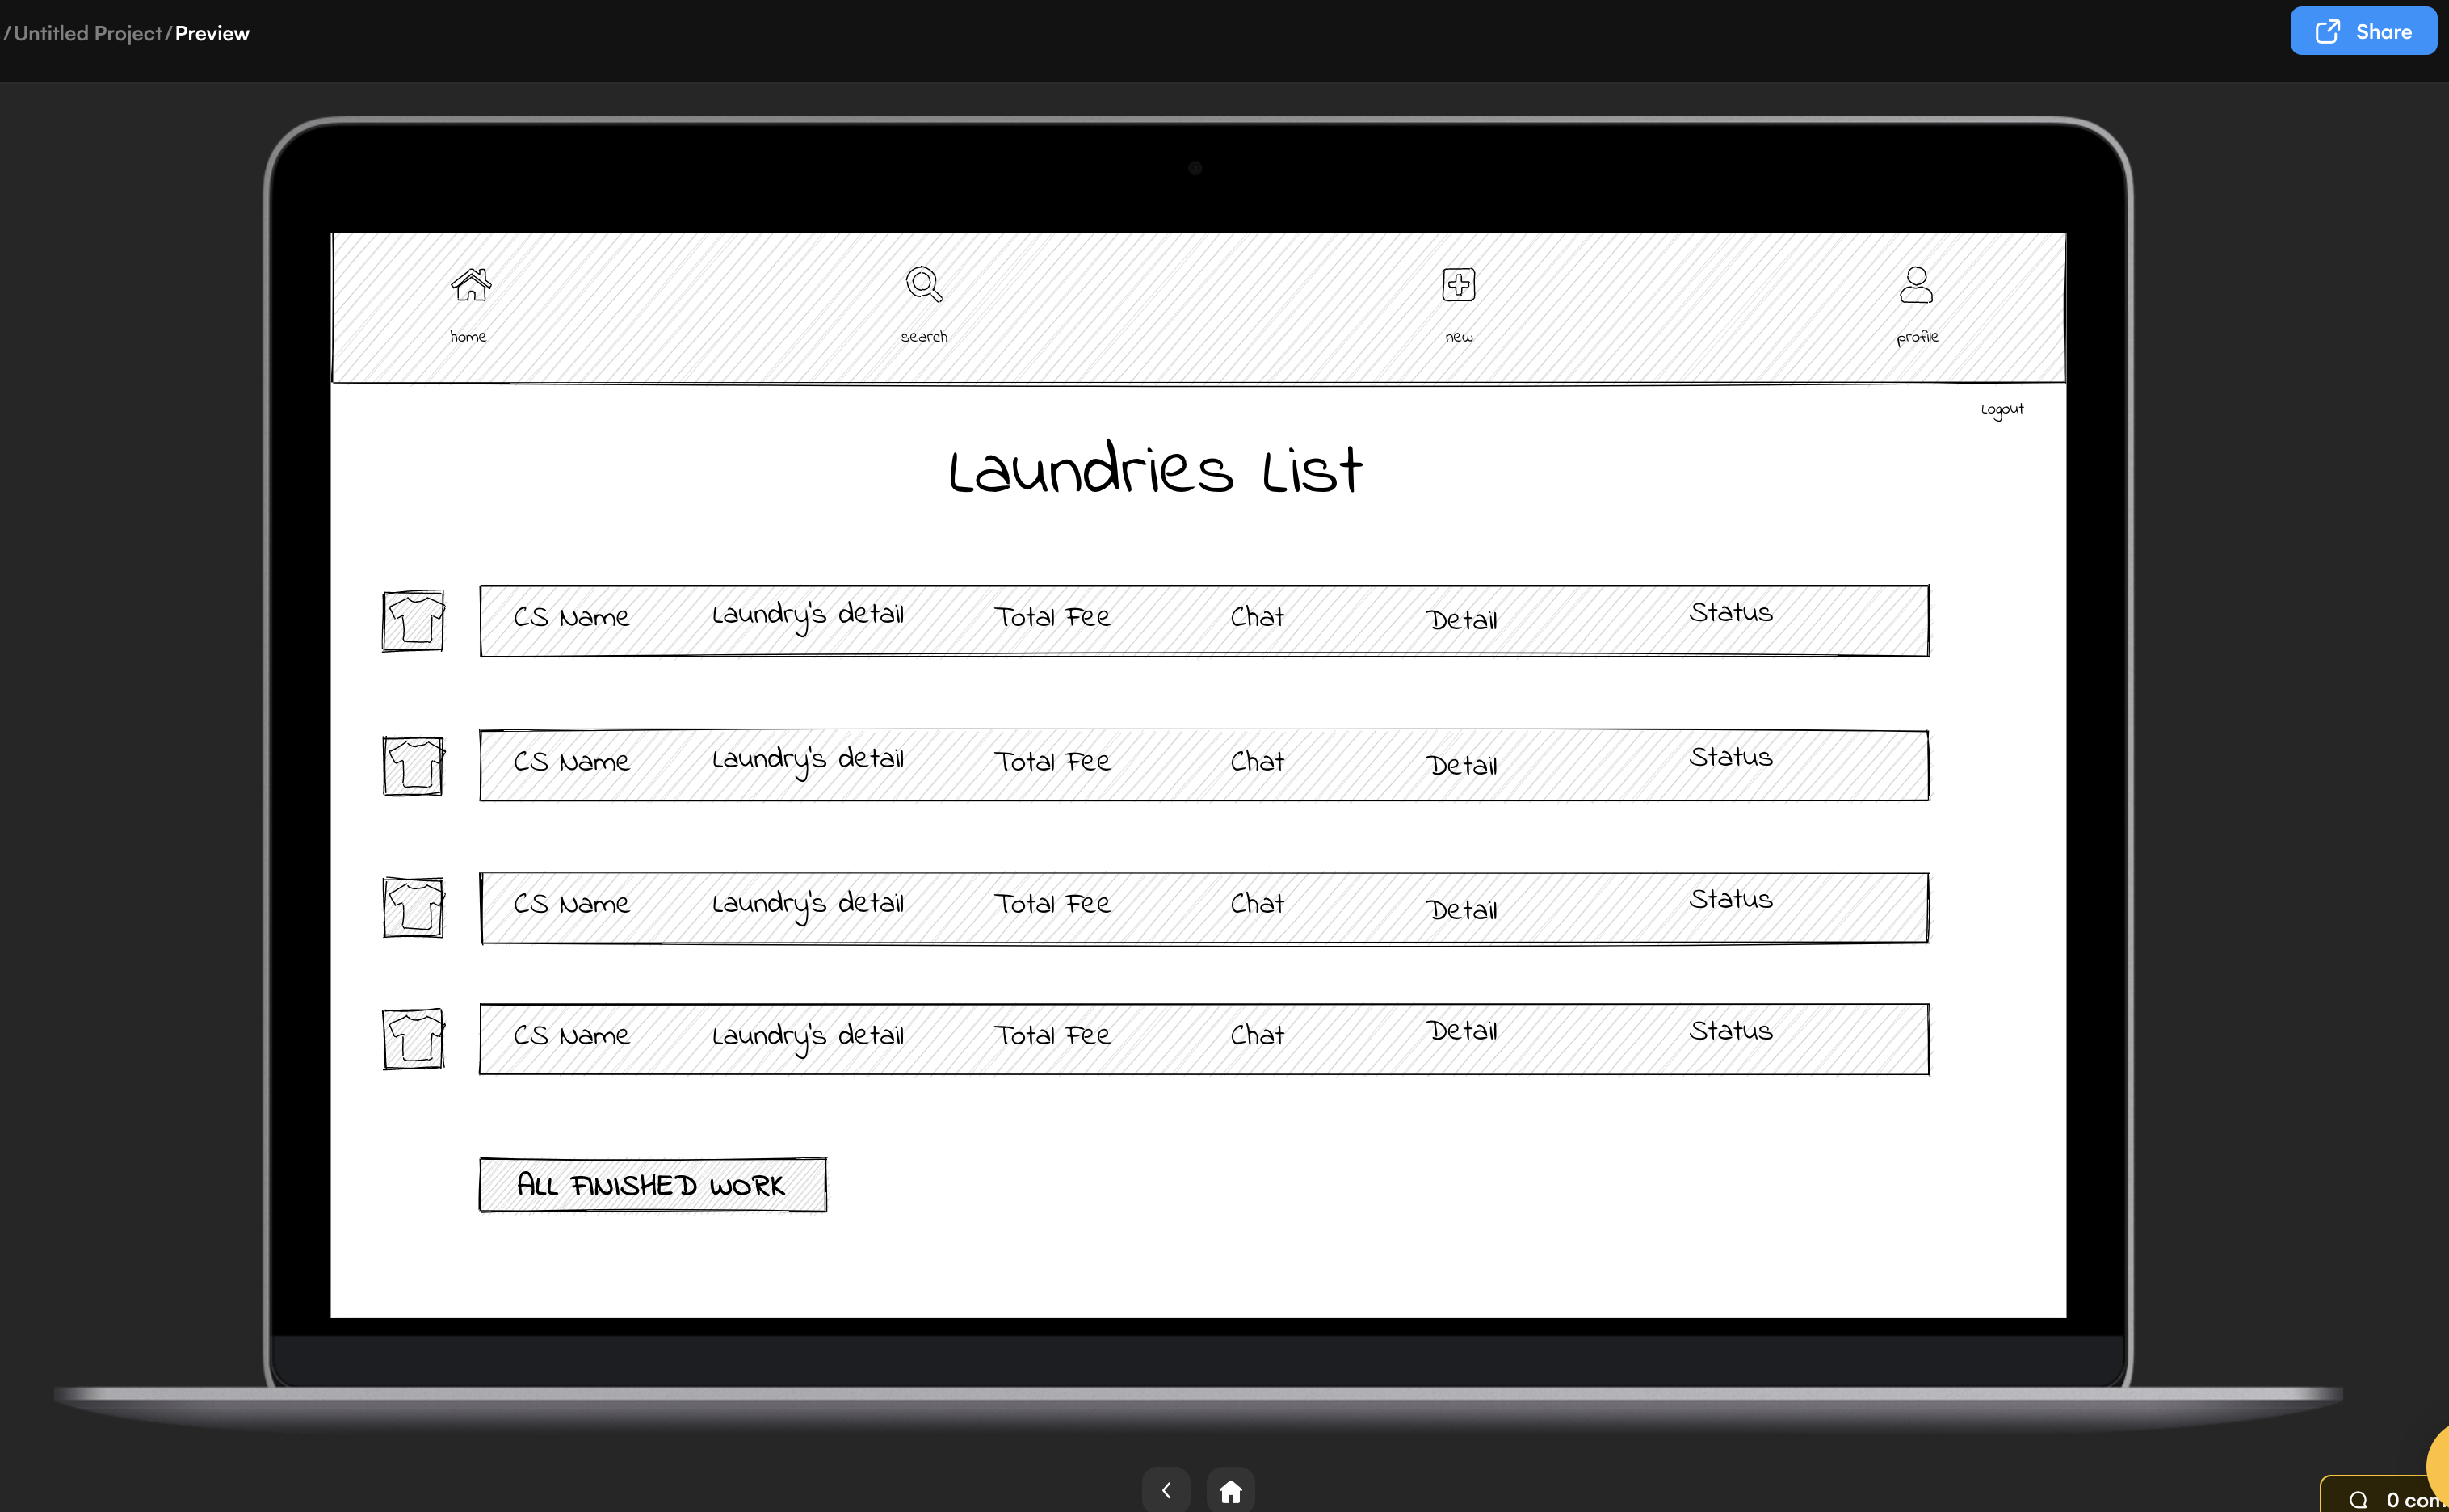 /Untitled Project/Preview
Share
home search new profile
Logout
Laundries List
CS Name Laundry's detail Total Fee Chat Detail Status
CS Name Laundry's detail Total Fee Chat Detail Status
CS Name Laundry's detail Total Fee Chat Detail Status
CS Name Laundry's detail Total Fee Chat Detail Status
ALL FINISHED WORK
0